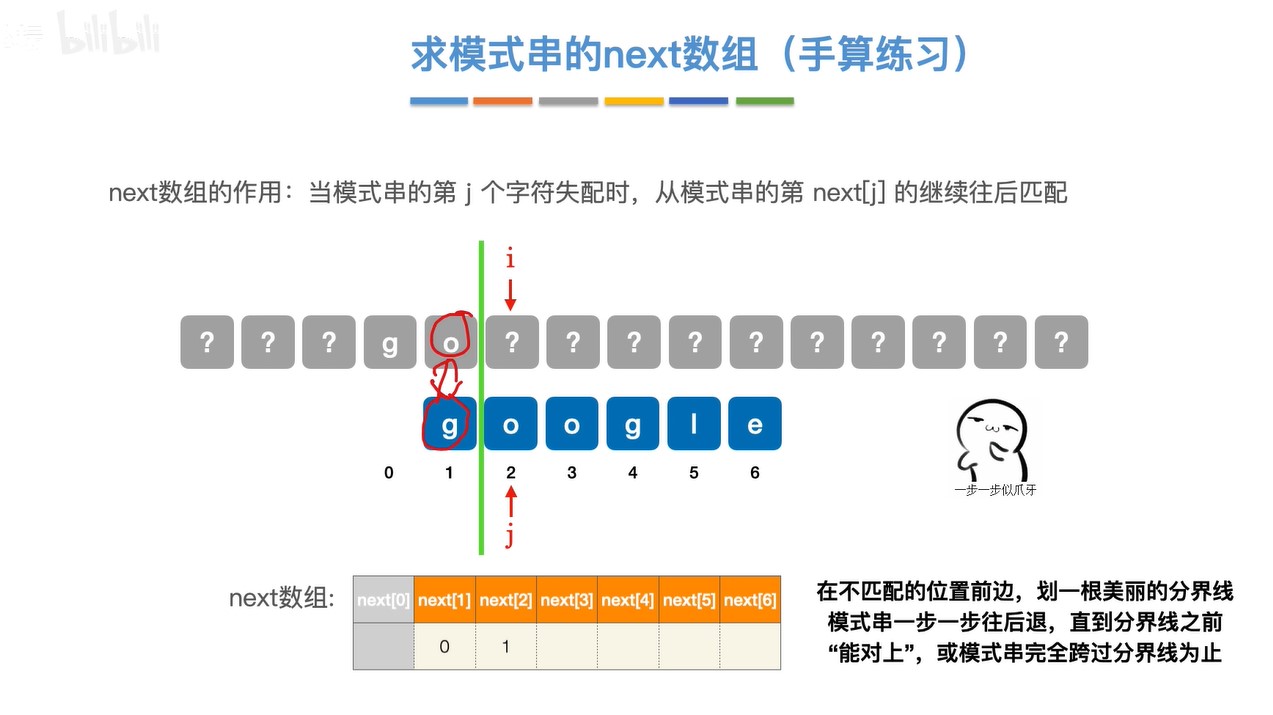 bilibili
求模式串的next数组（手算练习）
next数组的作用：当模式串的第 j 个字符失配时，从模式串的第 next[j] 的继续往后匹配
i
? ? ? g o ? ? ? ? ? ? ? ? ? ?
g o o g l e
0 1 2 3 4 5 6
一步一步似爪牙
j
next数组:
next[0] next[1] next[2] next[3] next[4] next[5] next[6]
0 1
在不匹配的位置前边，划一根美丽的分界线
模式串一步一步往后退，直到分界线之前
“能对上”，或模式串完全跨过分界线为止